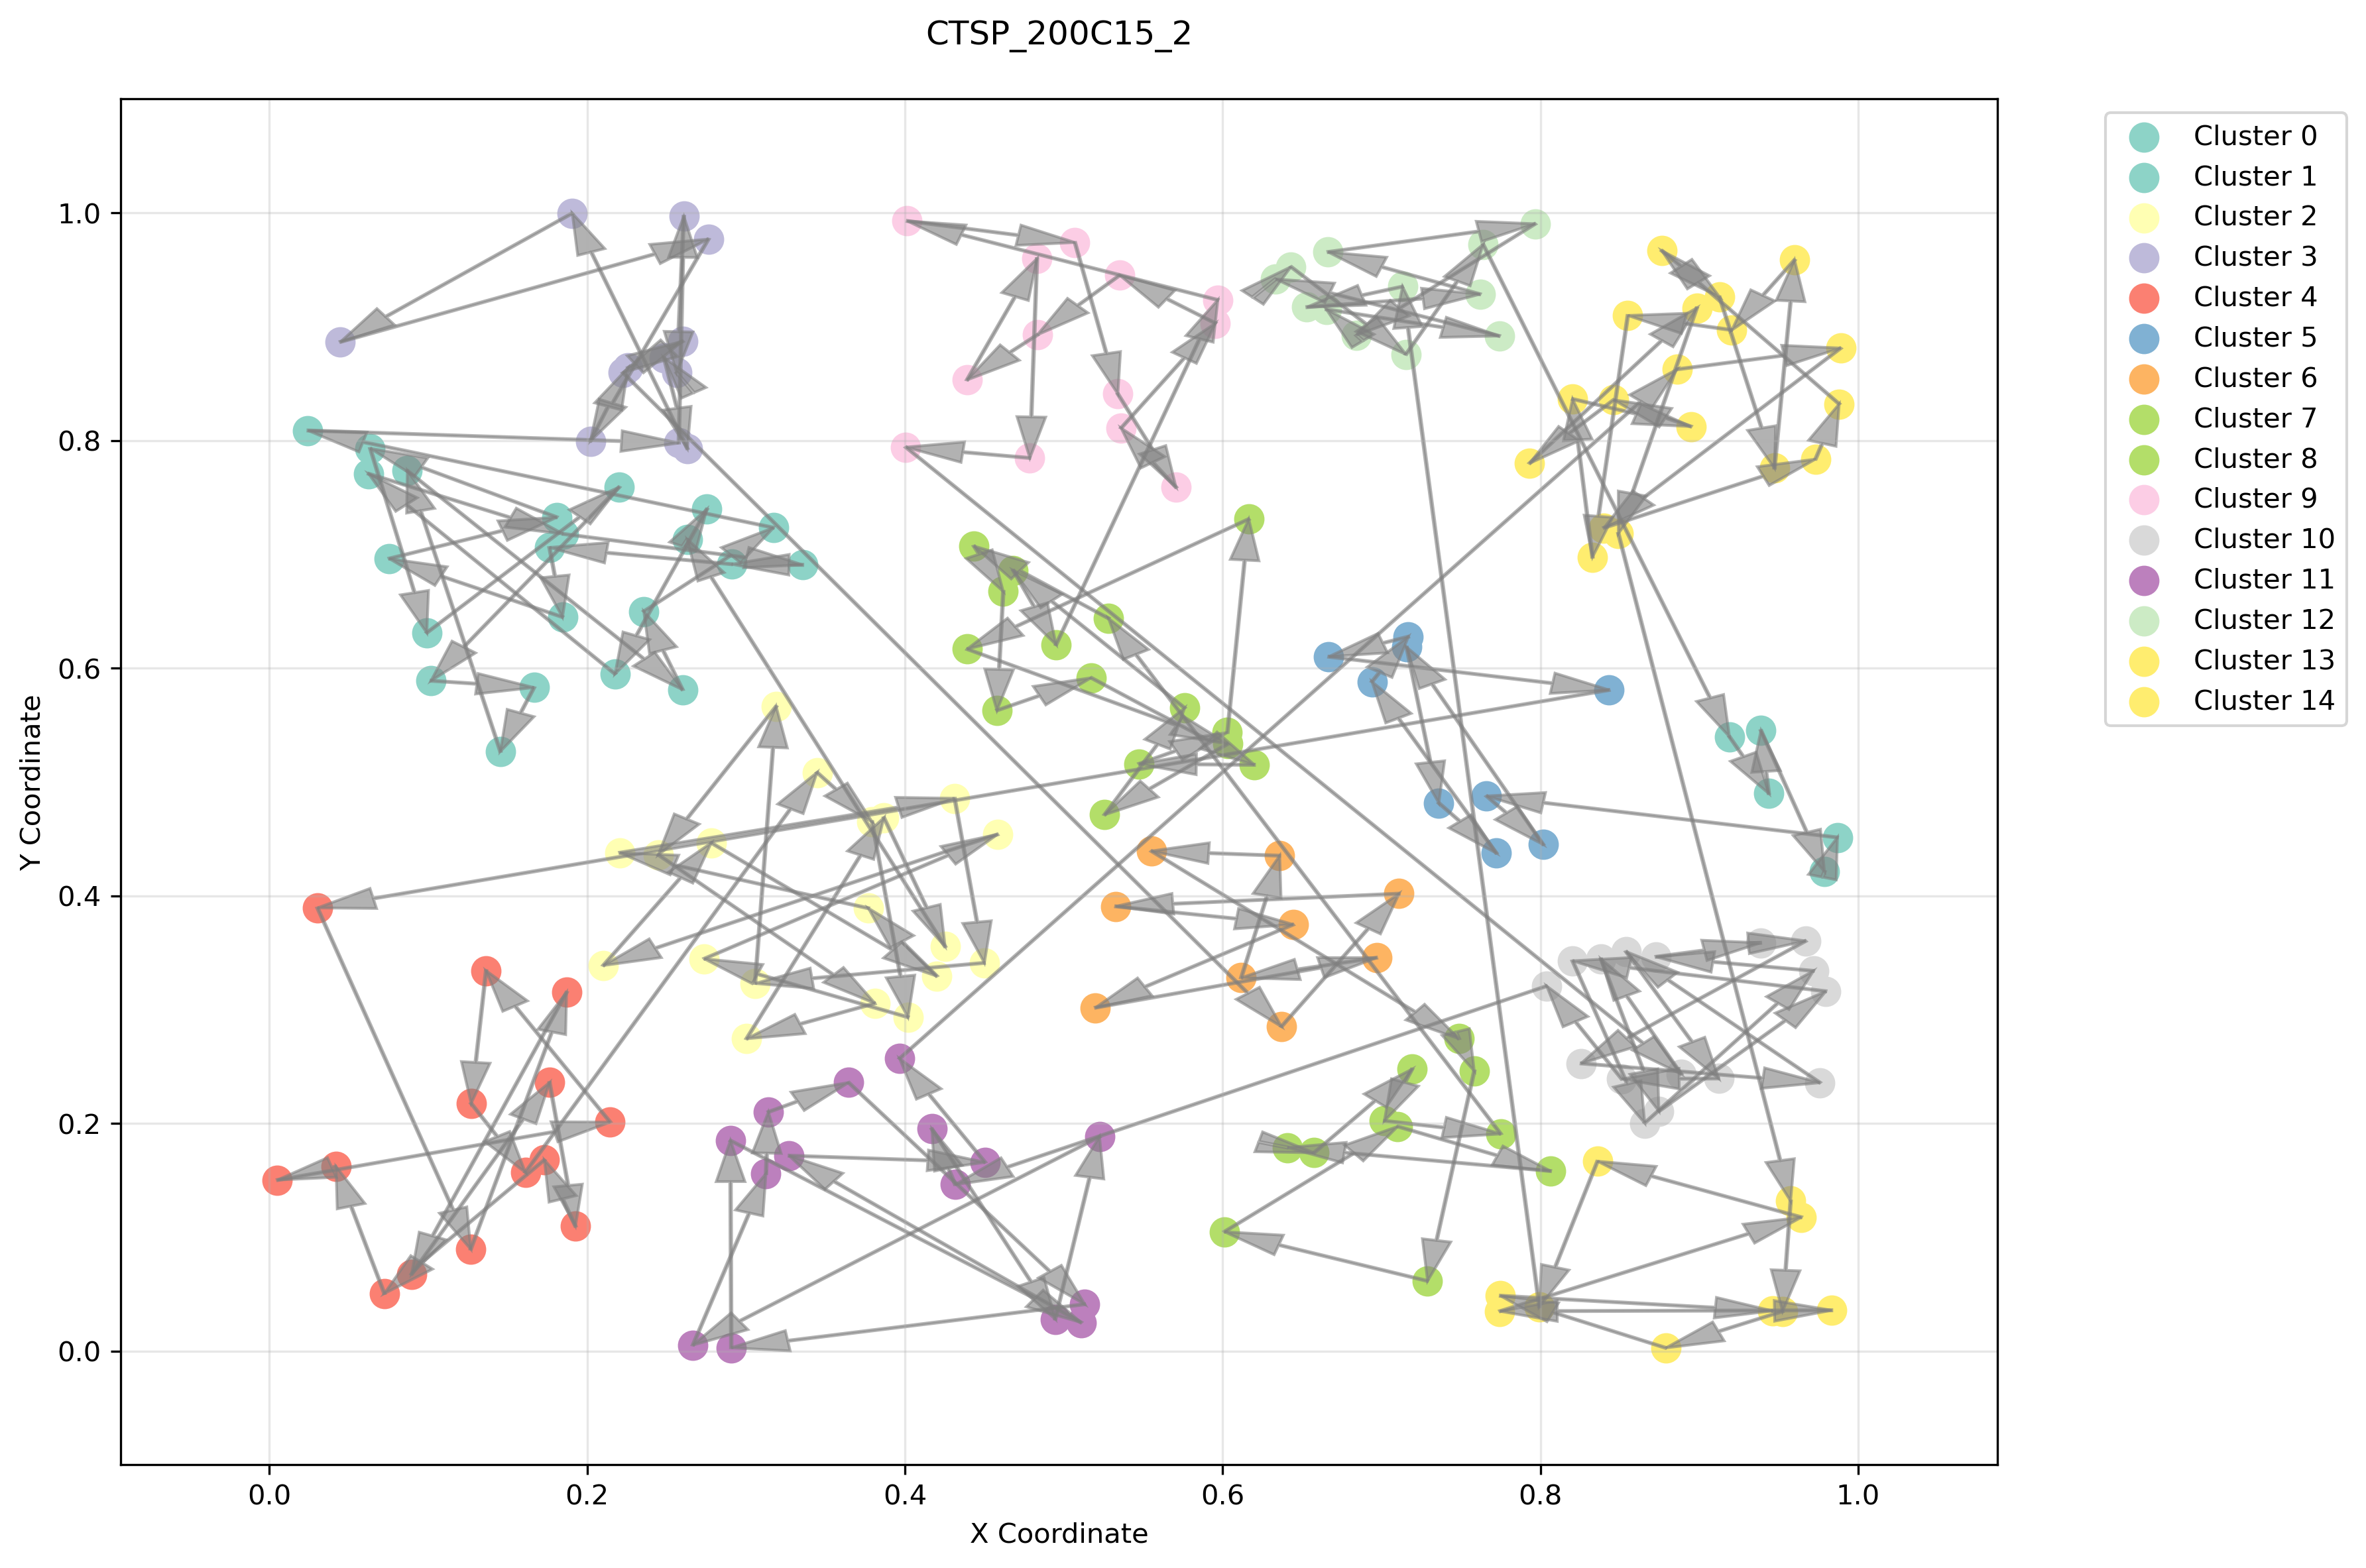 CTSP_200C15_2
1.0
0.8
0.6
0.4
0.2
0.0
Y Coordinate
0.0
0.2
0.4
0.6
0.8
1.0
X Coordinate
Cluster 0
Cluster 1
Cluster 2
Cluster 3
Cluster 4
Cluster 5
Cluster 6
Cluster 7
Cluster 8
Cluster 9
Cluster 10
Cluster 11
Cluster 12
Cluster 13
Cluster 14